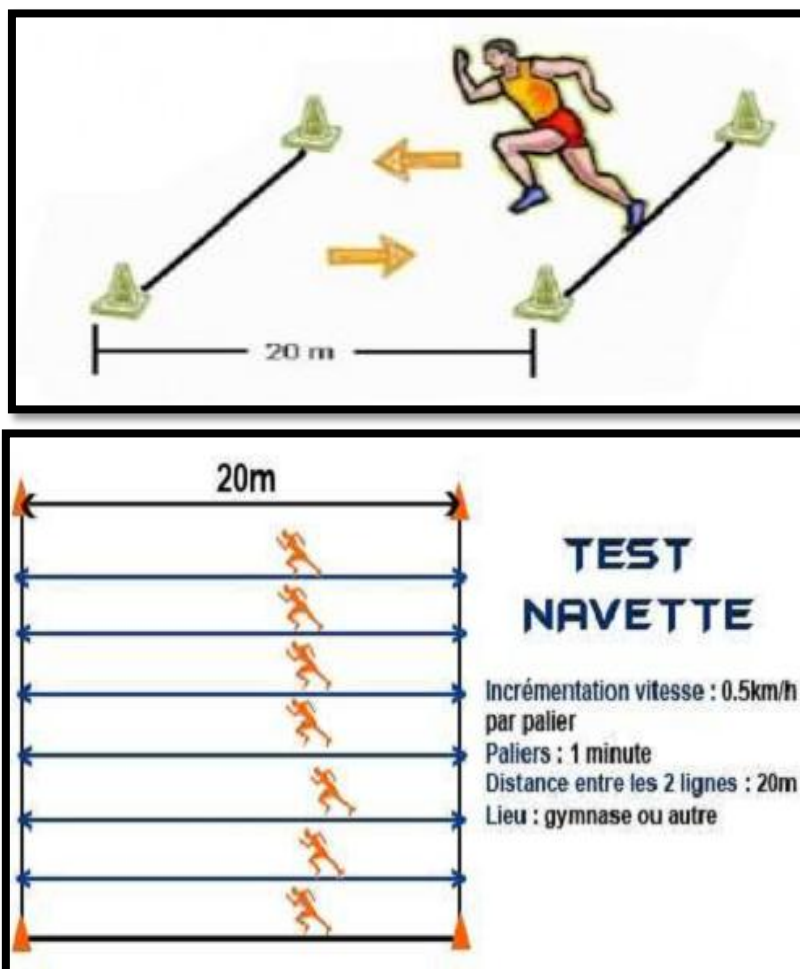 20 m
20m
TEST
NAVETTE
Incrémentation vitesse : 0.5km/h
par palier
Paliers : 1 minute
Distance entre les 2 lignes : 20m
Lieu : gymnase ou autre